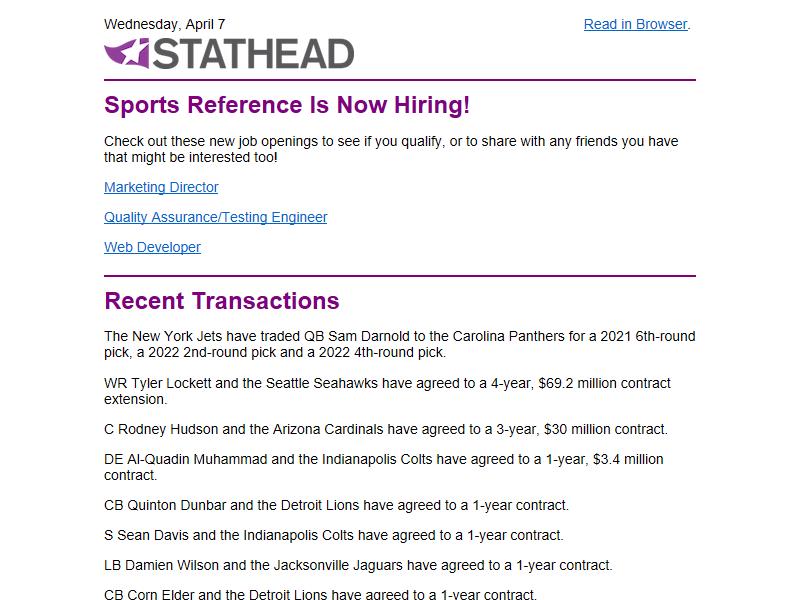 Wednesday, April 7
Read in Browser.
STATHEAD
Sports Reference Is Now Hiring!
Check out these new job openings to see if you qualify, or to share with any friends you have
that might be interested too!
Marketing Director
Quality Assurance/Testing Engineer
Web Developer
Recent Transactions
The New York Jets have traded QB Sam Darnold to the Carolina Panthers for a 2021 6th-round
pick, a 2022 2nd-round pick and a 2022 4th-round pick.
WR Tyler Lockett and the Seattle Seahawks have agreed to a 4-year, $69.2 million contract
extension.
C Rodney Hudson and the Arizona Cardinals have agreed to a 3-year, $30 million contract.
DE Al-Quadin Muhammad and the Indianapolis Colts have agreed to a 1-year, $3.4 million
contract.
CB Quinton Dunbar and the Detroit Lions have agreed to a 1-year contract.
S Sean Davis and the Indianapolis Colts have agreed to a 1-year contract.
LB Damien Wilson and the Jacksonville Jaguars have agreed to a 1-year contract.
CB Corn Elder and the Detroit Lions have agreed to a 1-year contract.